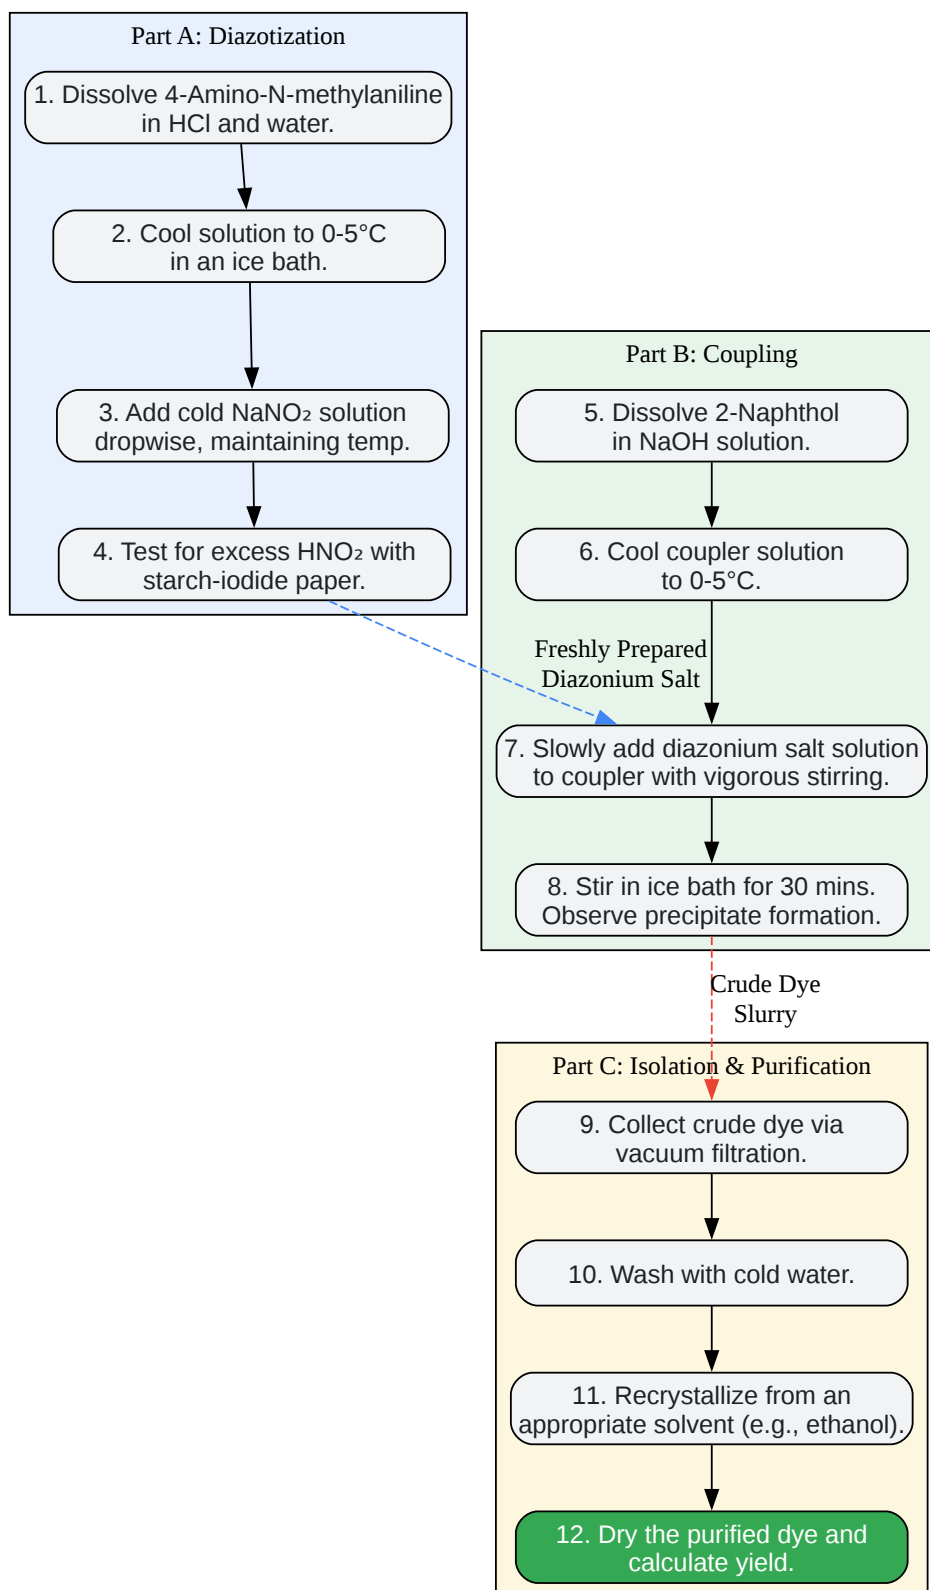 Part A: Diazotization
1. Dissolve 4-Amino-N-methylaniline
in HCl and water.
2. Cool solution to 0-5°C
in an ice bath.
3. Add cold NaNO₂ solution
dropwise, maintaining temp.
4. Test for excess HNO₂ with
starch-iodide paper.
Part B: Coupling
5. Dissolve 2-Naphthol
in NaOH solution.
6. Cool coupler solution
to 0-5°C.
Freshly Prepared
Diazonium Salt
7. Slowly add diazonium salt solution
to coupler with vigorous stirring.
8. Stir in ice bath for 30 mins.
Observe precipitate formation.
Crude Dye
Slurry
Part C: Isolation & Purification
9. Collect crude dye via
vacuum filtration.
10. Wash with cold water.
11. Recrystallize from an
appropriate solvent (e.g., ethanol).
12. Dry the purified dye and
calculate yield.